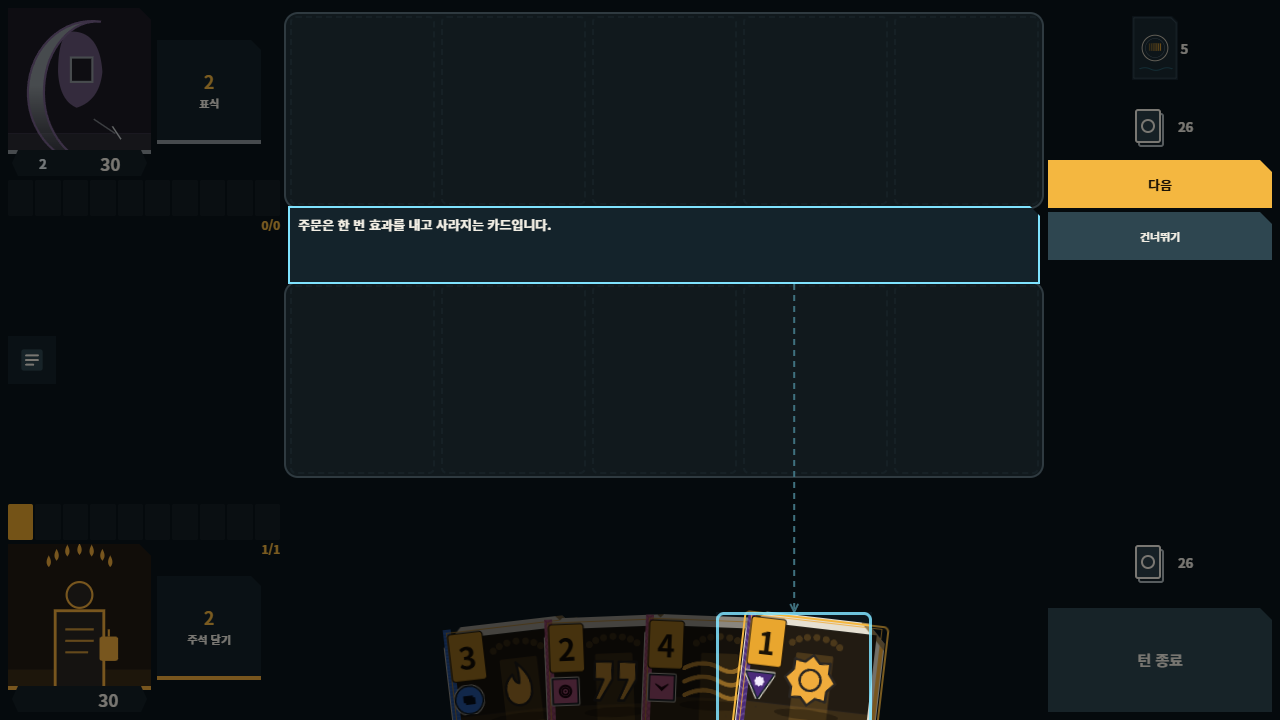 2
표식
2
30
0/0
5
26
다음
건너뛰기
주문은 한 번 효과를 내고 사라지는 카드입니다.
1/1
2
주석 달기
30
26
턴 종료
3
2
4
1